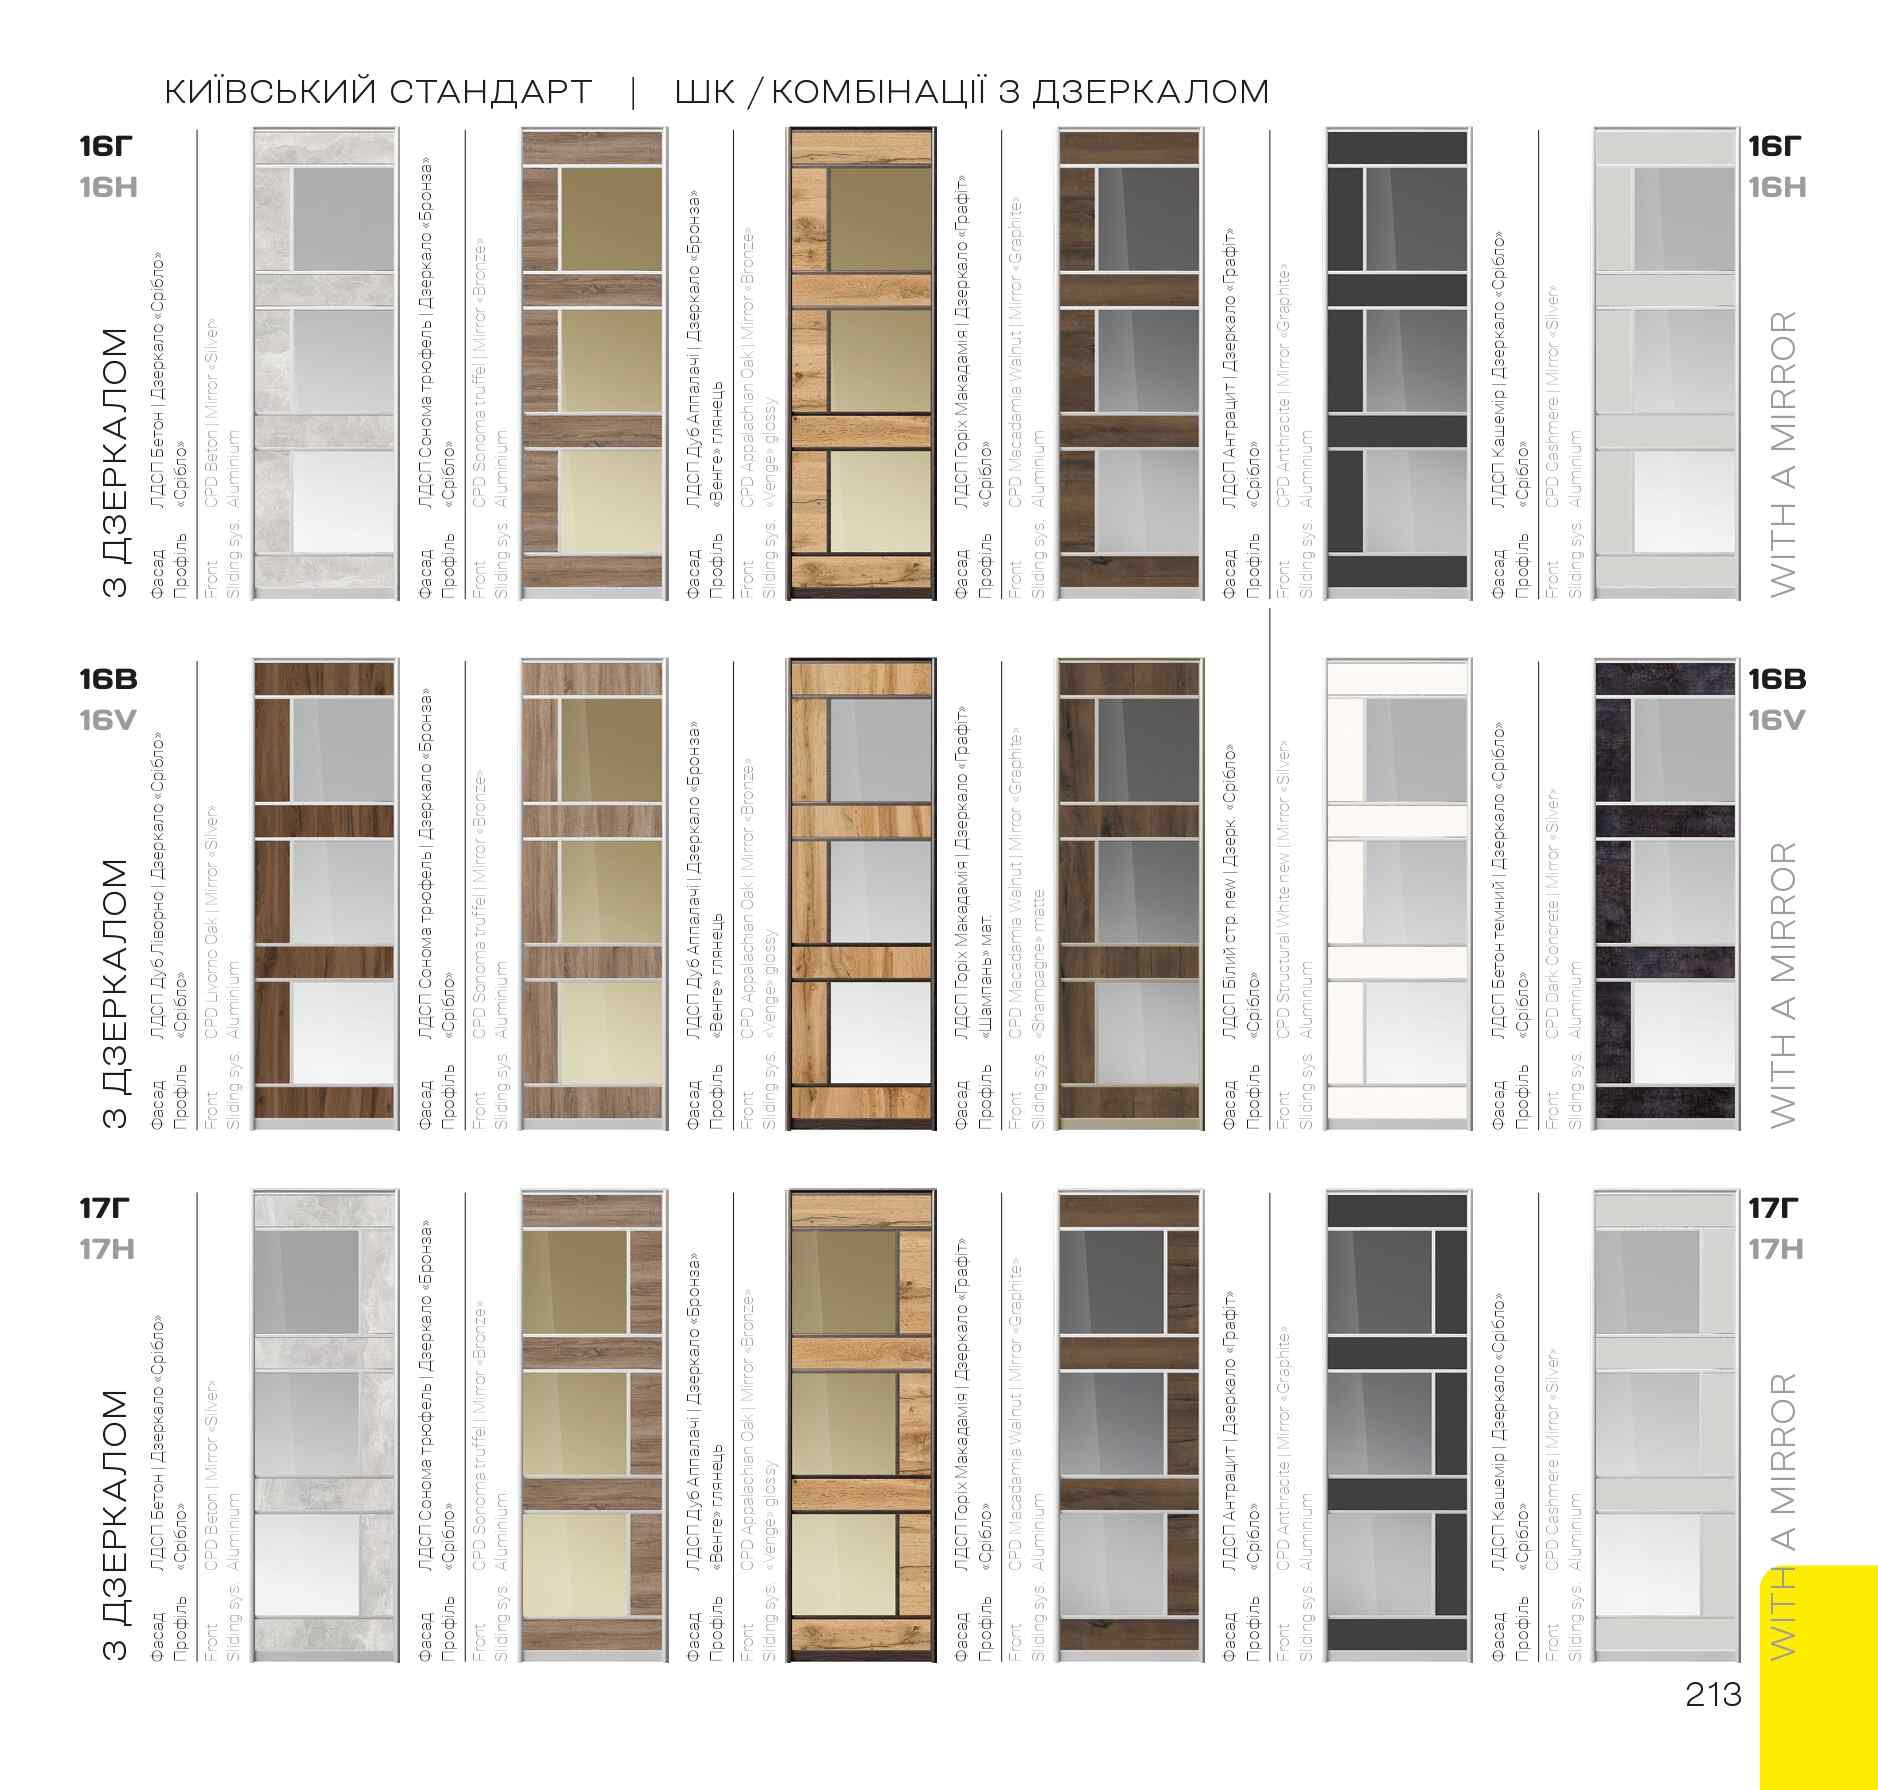 КИЇВСЬКИЙ СТАНДАРТ | ШК / КОМБІНАЦІЇ З ДЗЕРКАЛОМ
16Г
16H
З ДЗЕРКАЛОМ
Фасад ЛДСП Бетон | Дзеркало «Срібло»
Профіль «Срібло»
Front CPD Beton | Mirror «Silver»
Sliding sys. Aluminium
Фасад ЛДСП Сонома трюфель | Дзеркало «Бронза»
Профіль «Срібло»
Front CPD Sonoma truffel | Mirror «Bronze»
Sliding sys. Aluminium
Фасад ЛДСП Дуб Аппалачі | Дзеркало «Бронза»
Профіль «Венге» глянець
Front CPD Appalachian Oak | Mirror «Bronze»
Sliding sys. «Venge» glossy
Фасад ЛДСП Горіх Макадамія | Дзеркало «Графіт»
Профіль «Срібло»
Front CPD Macadamia Walnut | Mirror «Graphite»
Sliding sys. Aluminium
Фасад ЛДСП Антрацит | Дзеркало «Графіт»
Профіль «Срібло»
Front CPD Anthracite | Mirror «Graphite»
Sliding sys. Aluminium
Фасад ЛДСП Кашемір | Дзеркало «Срібло»
Профіль «Срібло»
Front CPD Cashmere | Mirror «Silver»
Sliding sys. Aluminium
16Г
16H
WITH A MIRROR
16В
16V
З ДЗЕРКАЛОМ
Фасад ЛДСП Дуб Ліворно | Дзеркало «Срібло»
Профіль «Срібло»
Front CPD Livorno Oak | Mirror «Silver»
Sliding sys. Aluminium
Фасад ЛДСП Сонома трюфель | Дзеркало «Бронза»
Профіль «Срібло»
Front CPD Sonoma truffel | Mirror «Bronze»
Sliding sys. Aluminium
Фасад ЛДСП Дуб Аппалачі | Дзеркало «Бронза»
Профіль «Венге» глянець
Front CPD Appalachian Oak | Mirror «Bronze»
Sliding sys. «Venge» glossy
Фасад ЛДСП Горіх Макадамія | Дзеркало «Графіт»
Профіль «Шампань» мат.
Front CPD Macadamia Walnut | Mirror «Graphite»
Sliding sys. «Shampagne» matte
Фасад ЛДСП Білий стр. new | Дзерк. «Срібло»
Профіль «Срібло»
Front CPD Structural White new | Mirror «Silver»
Sliding sys. Aluminium
Фасад ЛДСП Бетон темний | Дзеркало «Срібло»
Профіль «Срібло»
Front CPD Dark Concrete | Mirror «Silver»
Sliding sys. Aluminium
16В
16V
WITH A MIRROR
17Г
17H
З ДЗЕРКАЛОМ
Фасад ЛДСП Бетон | Дзеркало «Срібло»
Профіль «Срібло»
Front CPD Beton | Mirror «Silver»
Sliding sys. Aluminium
Фасад ЛДСП Сонома трюфель | Дзеркало «Бронза»
Профіль «Срібло»
Front CPD Sonoma truffel | Mirror «Bronze»
Sliding sys. Aluminium
Фасад ЛДСП Дуб Аппалачі | Дзеркало «Бронза»
Профіль «Венге» глянець
Front CPD Appalachian Oak | Mirror «Bronze»
Sliding sys. «Venge» glossy
Фасад ЛДСП Горіх Макадамія | Дзеркало «Графіт»
Профіль «Срібло»
Front CPD Macadamia Walnut | Mirror «Graphite»
Sliding sys. Aluminium
Фасад ЛДСП Антрацит | Дзеркало «Графіт»
Профіль «Срібло»
Front CPD Anthracite | Mirror «Graphite»
Sliding sys. Aluminium
Фасад ЛДСП Кашемір | Дзеркало «Срібло»
Профіль «Срібло»
Front CPD Cashmere | Mirror «Silver»
Sliding sys. Aluminium
17Г
17H
WITH A MIRROR
213